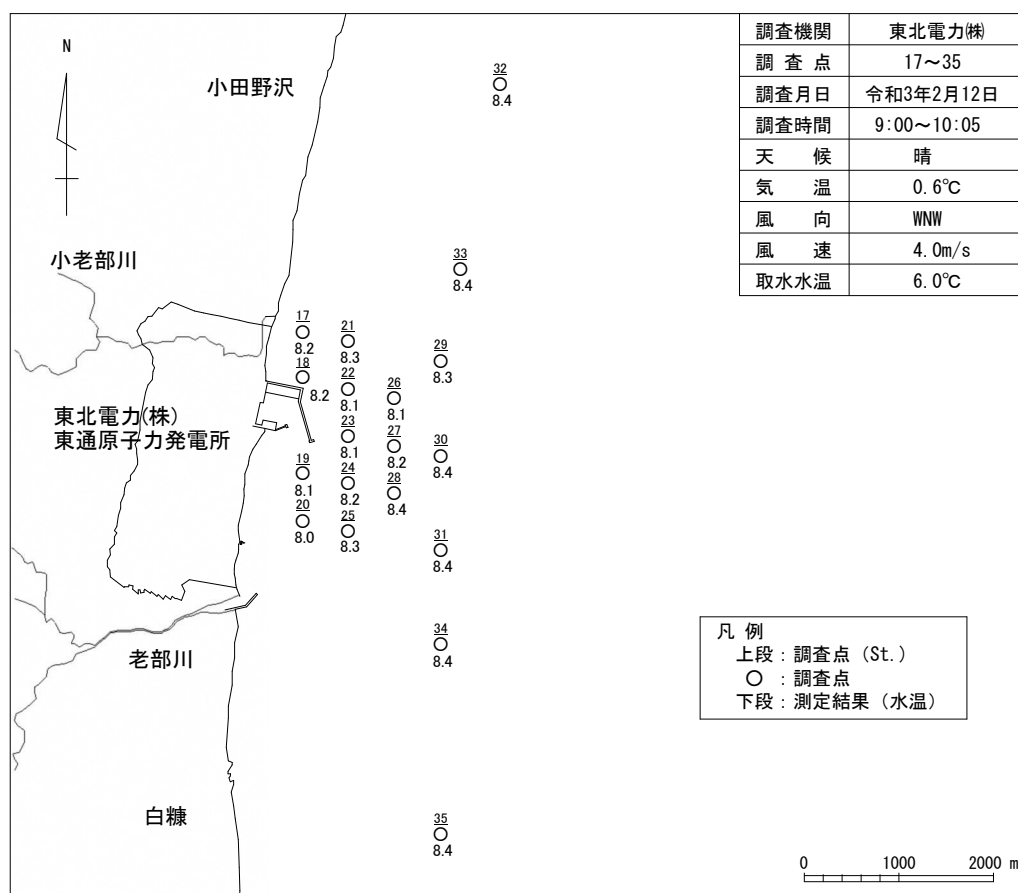 N
小田野沢
32
8.4
調査機関 東北電力㈱
調 査 点 17～35
調査月日 令和3年2月12日
調査時間 9:00～10:05
天 候 晴
気 温 0.6℃
風 向 WNW
風 速 4.0m/s
取水水温 6.0℃
小老部川
33
8.4
17
8.2
21
8.3
29
8.3
18
8.2
22
8.1
26
8.1
東北電力(株)
東通原子力発電所
23
8.1
27
8.2
30
8.4
19
8.1
24
8.2
28
8.4
20
8.0
25
8.3
31
8.4
老部川
34
8.4
凡 例
上段：調査点（St.）
○ ：調査点
下段：測定結果（水温）
白糠
35
8.4
0 1000 2000 m